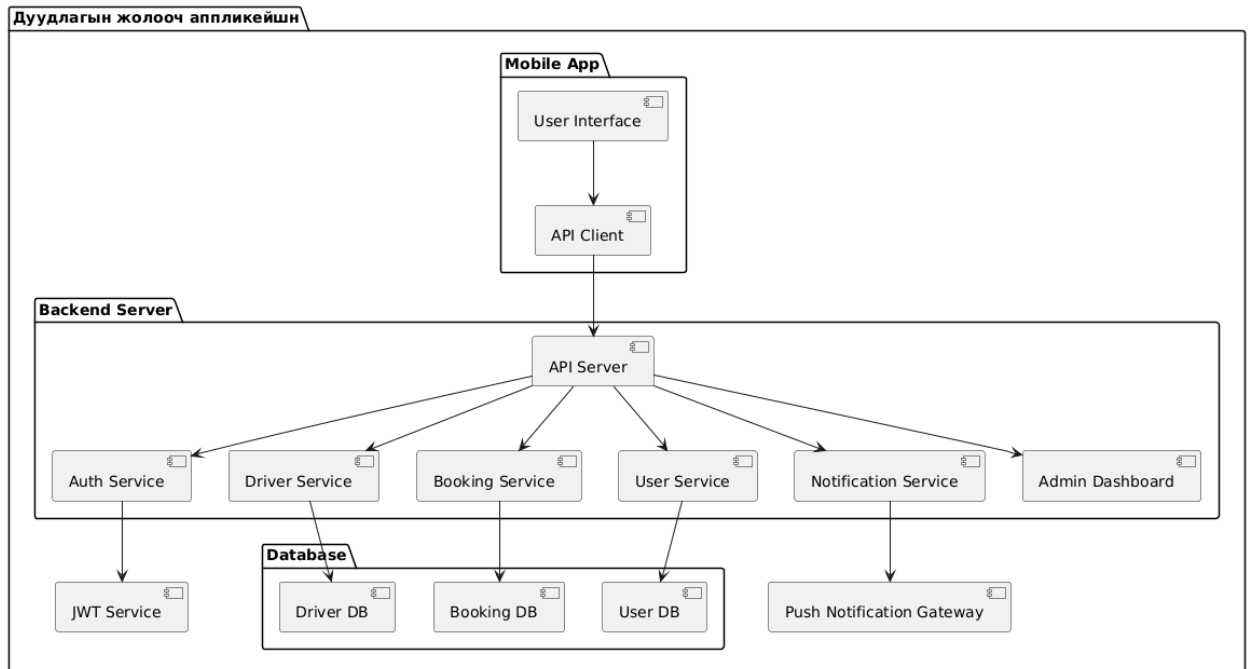 Дуудлагын жолооч аппликейшн
Mobile App
User Interface
API Client
Backend Server
API Server
Auth Service
Driver Service
Booking Service
User Service
Notification Service
Admin Dashboard
Database
JWT Service
Driver DB
Booking DB
User DB
Push Notification Gateway